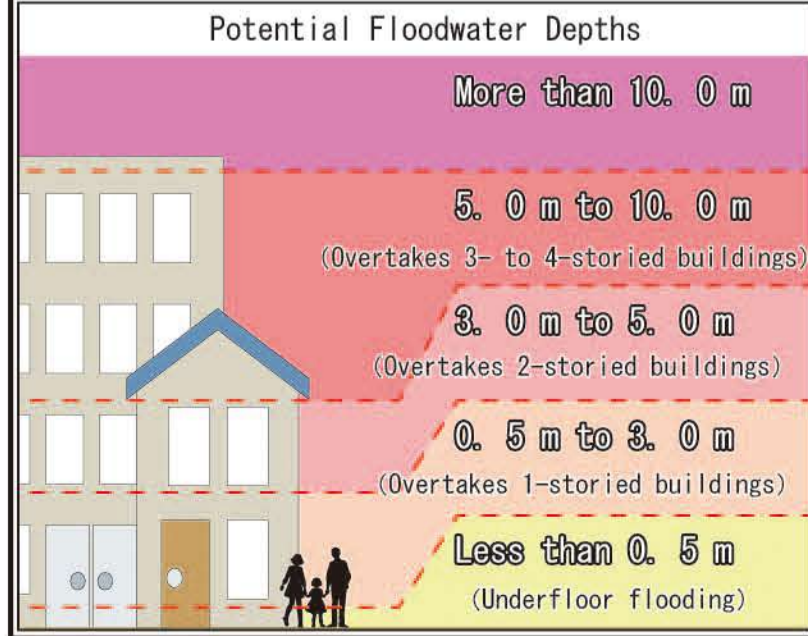 Potential Floodwater Depths
More than 10. 0 m
5. 0 m to 10. 0 m
(Overtakes 3- to 4-storied buildings)
3. 0 m to 5. 0 m
(Overtakes 2-storied buildings)
0. 5 m to 3. 0 m
(Overtakes 1-storied buildings)
Less than 0. 5 m
(Underfloor flooding)